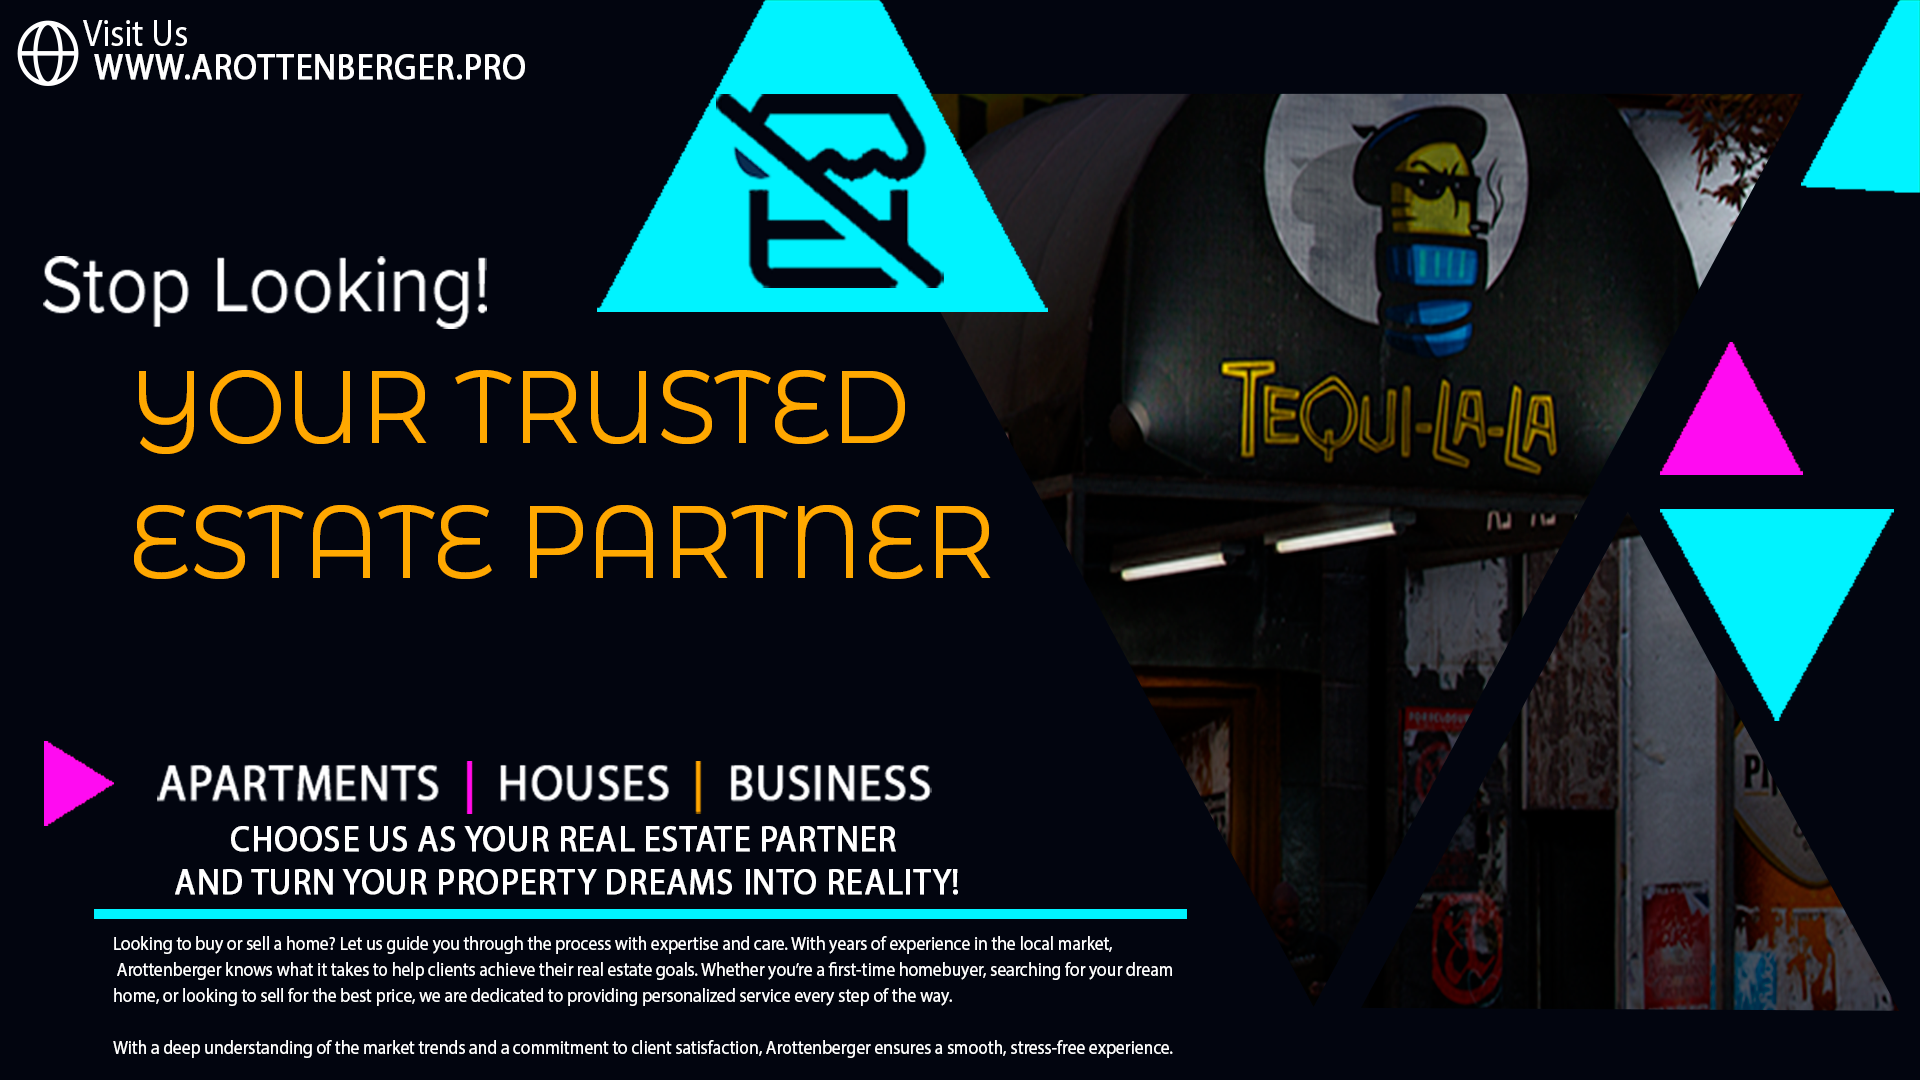 Visit Us
WWW.AROTTENBERGER.PRO
Stop Looking!
YOUR TRUSTED
ESTATE PARTNER
TEQUI-LA-LA
APARTMENTS | HOUSES | BUSINESS
CHOOSE US AS YOUR REAL ESTATE PARTNER
AND TURN YOUR PROPERTY DREAMS INTO REALITY!
Looking to buy or sell a home? Let us guide you through the process with expertise and care. With years of experience in the local market,
Arottenberger knows what it takes to help clients achieve their real estate goals. Whether you're a first-time homebuyer, searching for your dream
home, or looking to sell for the best price, we are dedicated to providing personalized service every step of the way.
With a deep understanding of the market trends and a commitment to client satisfaction, Arottenberger ensures a smooth, stress-free experience.